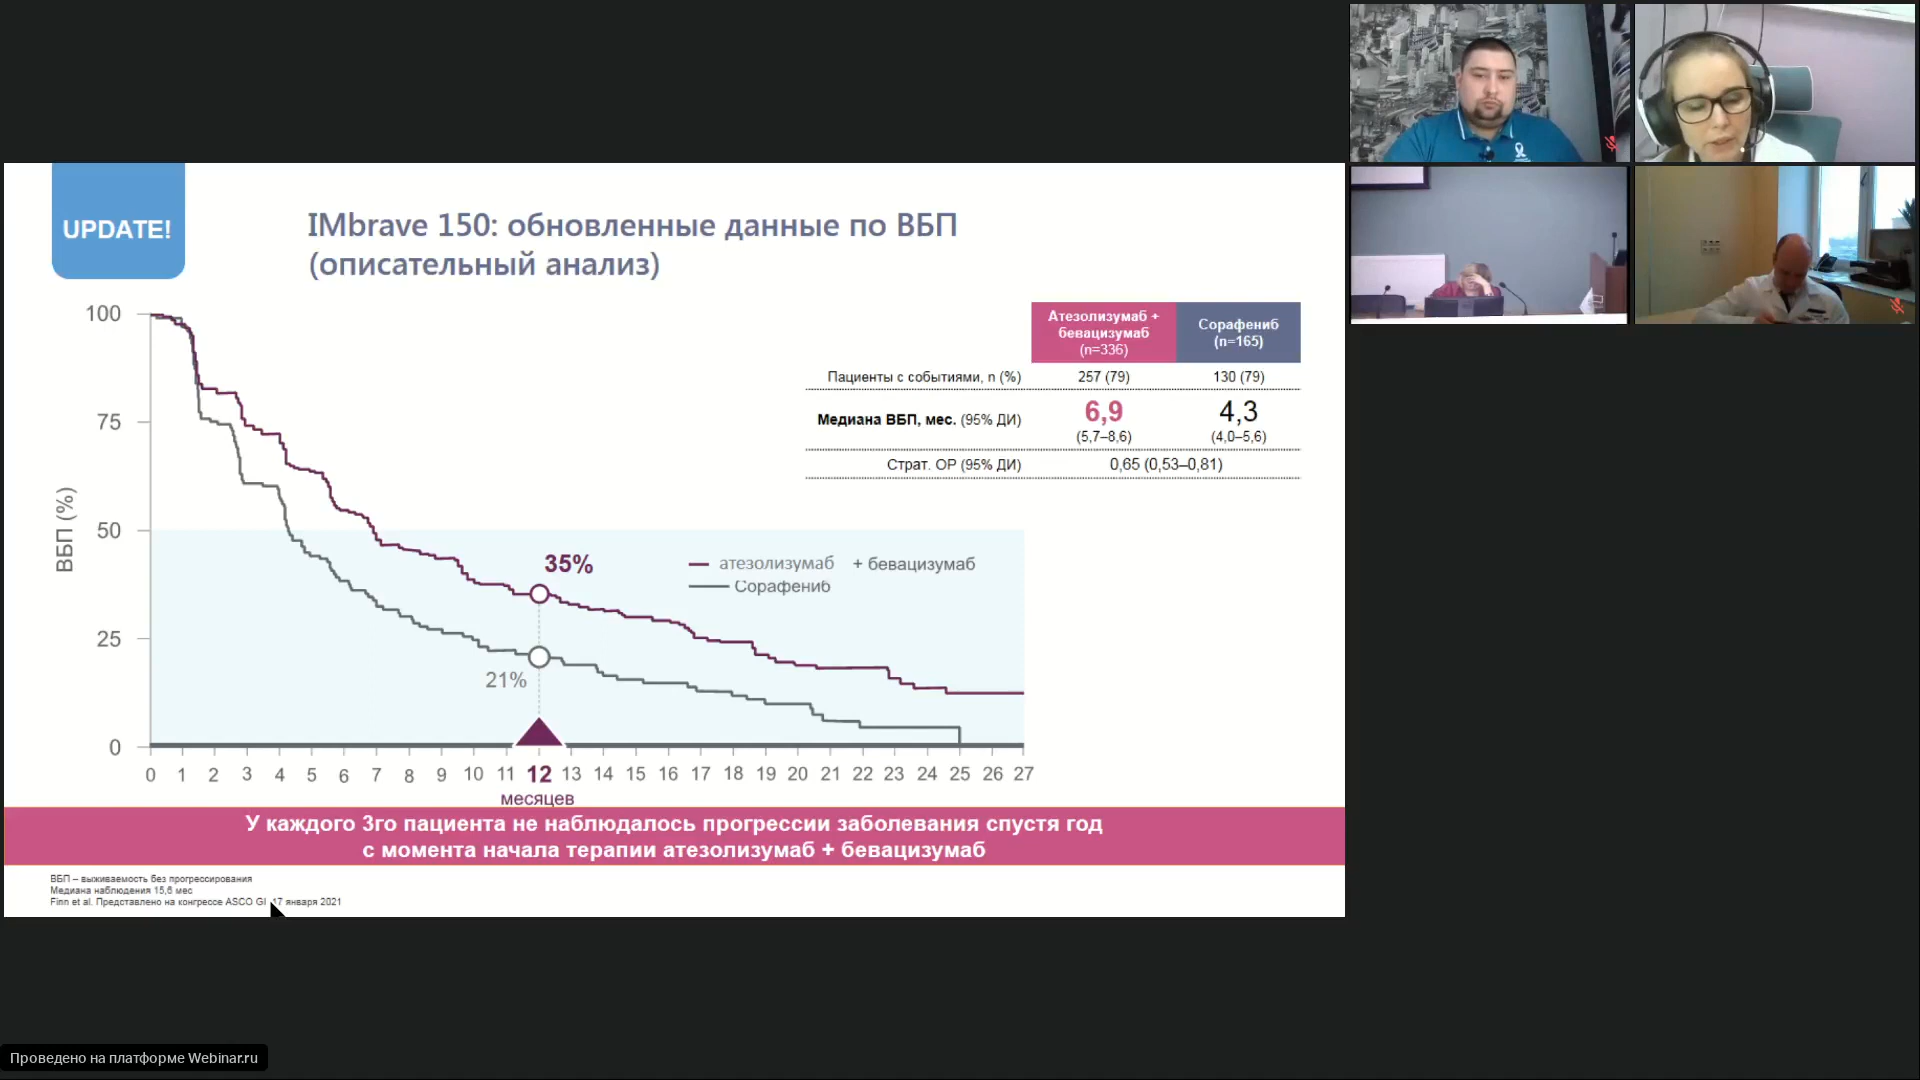 UPDATE!
IMbrave 150: обновленные данные по ВБП
(описательный анализ)
Атезолизумаб +
бевацизумаб
(n=336)
Сорафениб
(n=165)
Пациенты с событиями, n (%)
257 (79)
130 (79)
Медиана ВБП, мес. (95% ДИ)
6,9
(5,7–8,6)
4,3
(4,0–5,6)
Страт. ОР (95% ДИ)
0,65 (0,53–0,81)
ВБП (%)
100
75
50
25
0
35%
21%
атезолизумаб + бевацизумаб
Сорафениб
0 1 2 3 4 5 6 7 8 9 10 11 12 13 14 15 16 17 18 19 20 21 22 23 24 25 26 27
месяцев
У каждого 3го пациента не наблюдалось прогрессии заболевания спустя год
с момента начала терапии атезолизумаб + бевацизумаб
ВБП – выживаемость без прогрессирования
Медиана наблюдения 15,6 мес
Finn et al. Представлено на конгрессе ASCO GI, 17 января 2021
Проведено на платформе Webinar.ru